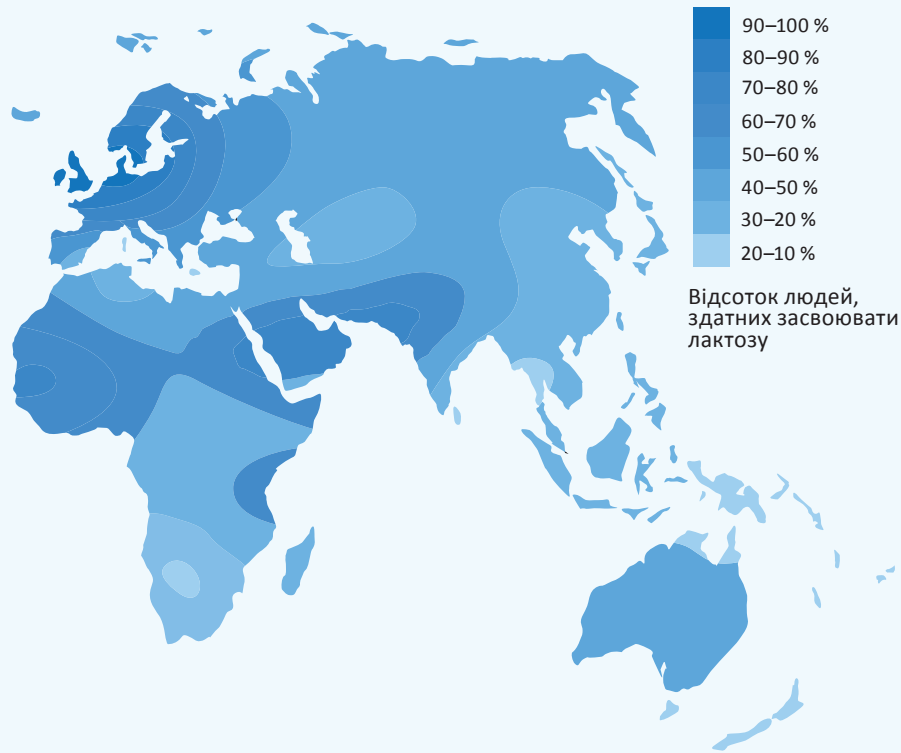 90–100 %
80–90 %
70–80 %
60–70 %
50–60 %
40–50 %
30–20 %
20–10 %
Відсоток людей,
здатних засвоювати
лактозу